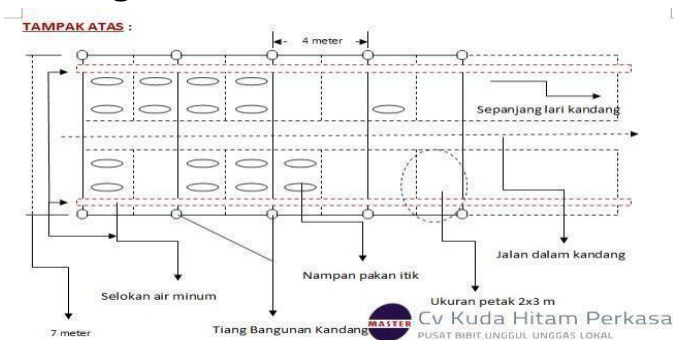 TAMPAK ATAS :
4 meter
Sepanjang lari kandang
Jalan dalam kandang
Nampan pakan itik
Selokan air minum
Ukuran petak 2x3 m
7 meter
Tiang Bangunan Kandang
MASTER
Cv Kuda Hitam Perkasa
PUSAT BIBIT UNGGUL UNGGAS LOKAL